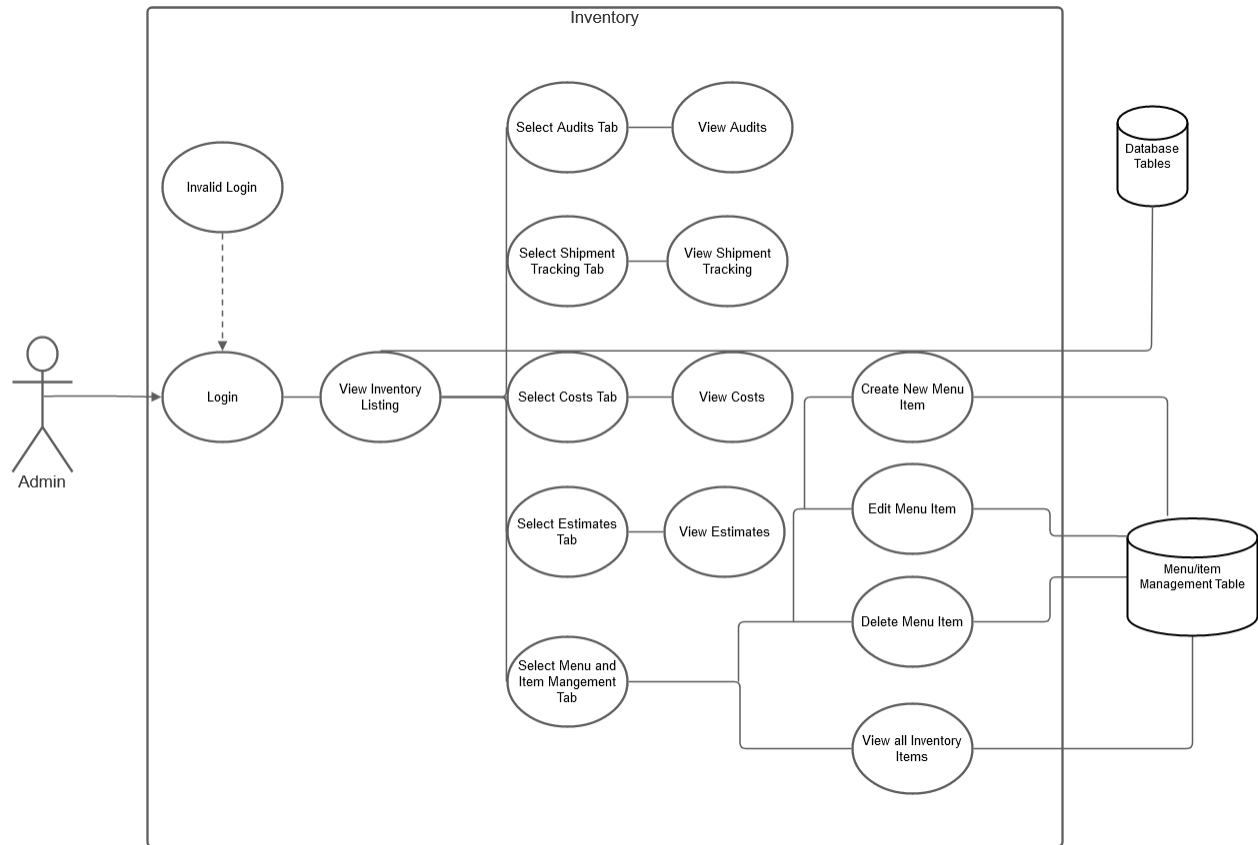 Inventory
Select Audits Tab
View Audits
Database
Tables
Invalid Login
Select Shipment
Tracking Tab
View Shipment
Tracking
Admin
Login
View Inventory
Listing
Select Costs Tab
View Costs
Create New Menu
Item
Select Estimates
Tab
View Estimates
Edit Menu Item
Menu/item
Management Table
Delete Menu Item
Select Menu and
Item Mangement
Tab
View all Inventory
Items